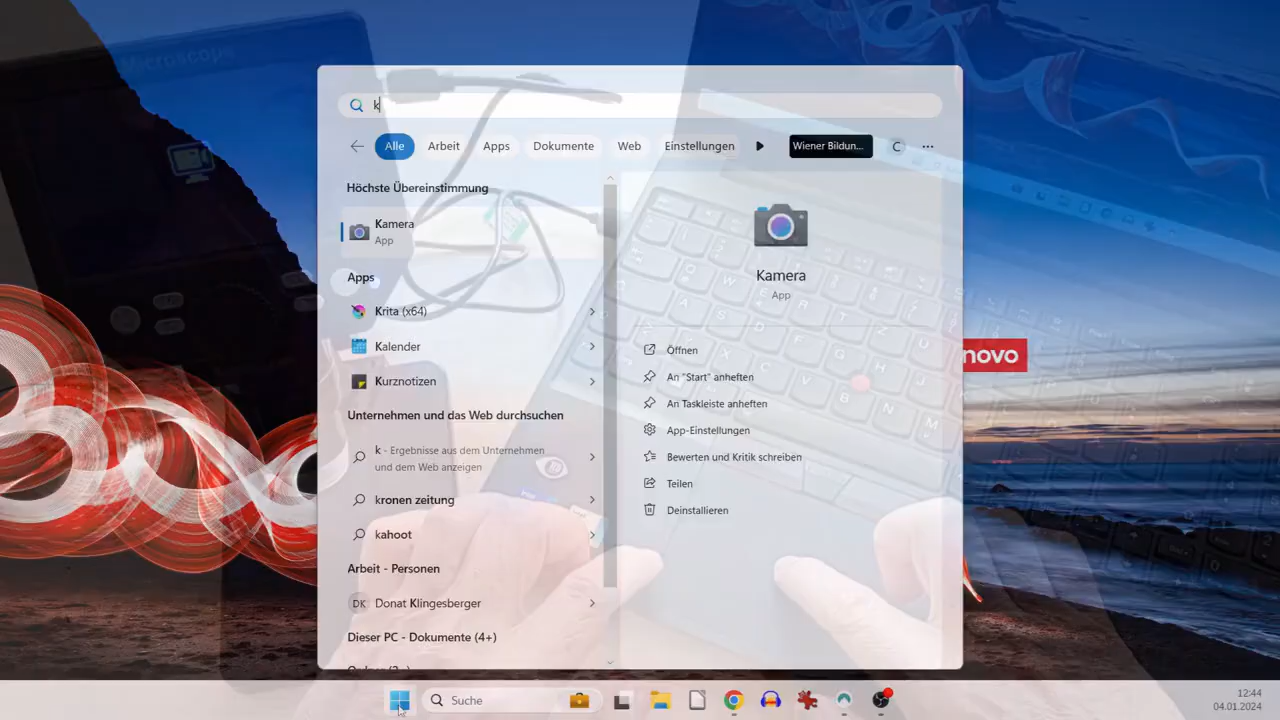 Microscope
k
Alle
Arbeit
Apps
Dokumente
Web
Einstellungen
Wiener Bildun...
C
Höchste Übereinstimmung
Kamera
App
Apps
Krita (x64)
Kalender
Kurznotizen
Unternehmen und das Web durchsuchen
k - Ergebnisse aus dem Unternehmen
und dem Web anzeigen
kronen zeitung
kahoot
Arbeit - Personen
DK Donat Klingesberger
Dieser PC - Dokumente (4+)
Kamera
App
Öffnen
An "Start" anheften
An Taskleiste anheften
App-Einstellungen
Bewerten und Kritik schreiben
Teilen
Deinstallieren
novo
Suche
12:44
04.01.2024